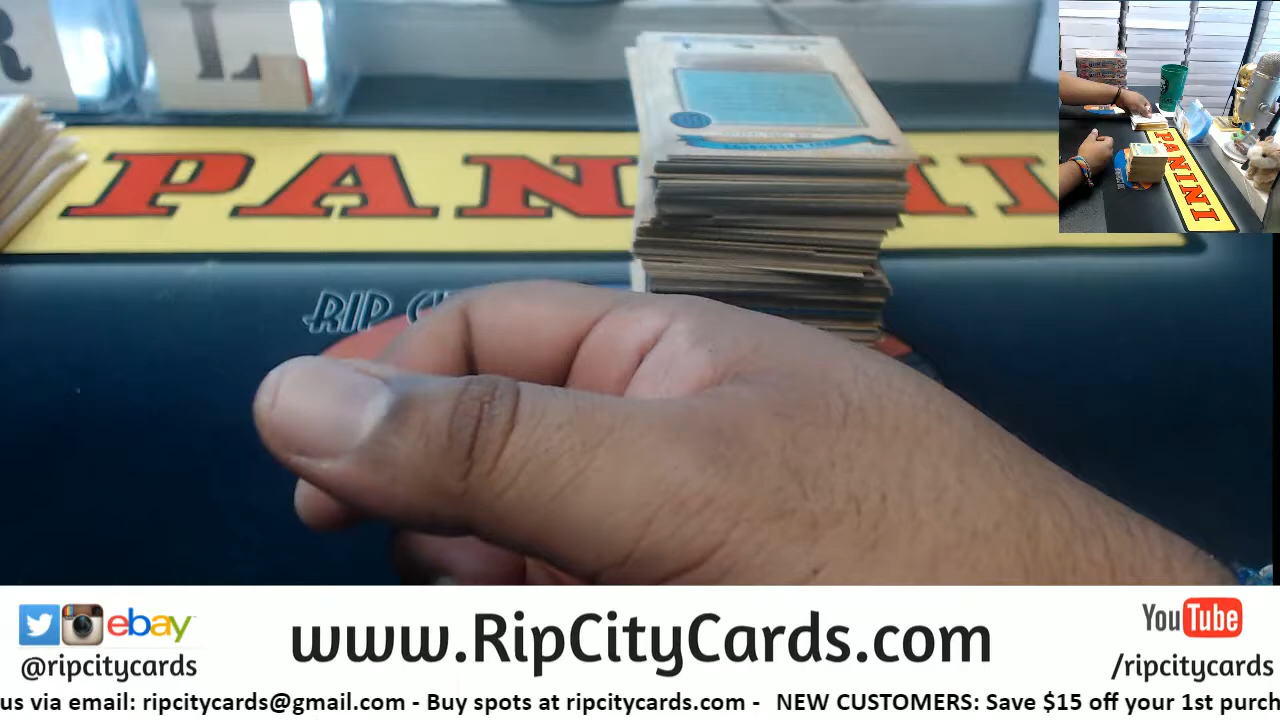 R L
PANINI
RIP C
PANINI
ebay
@ripcitycards
www.RipCityCards.com
YouTube
/ripcitycards
us via email: ripcitycards@gmail.com - Buy spots at ripcitycards.com - NEW CUSTOMERS: Save $15 off your 1st purch